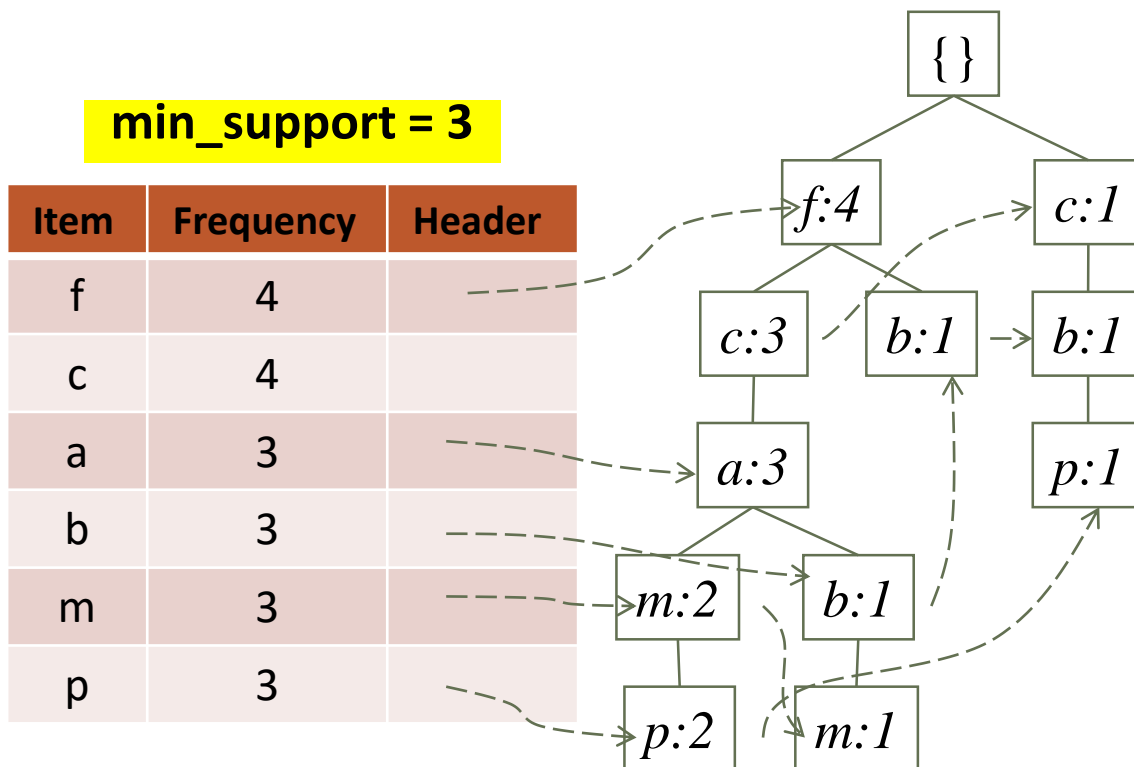 {}
min_support = 3
Item Frequency Header
f 4
c 4
a 3
b 3
m 3
p 3
f:4 c:1
c:3 b:1 b:1
a:3 p:1
m:2 b:1
p:2 m:1